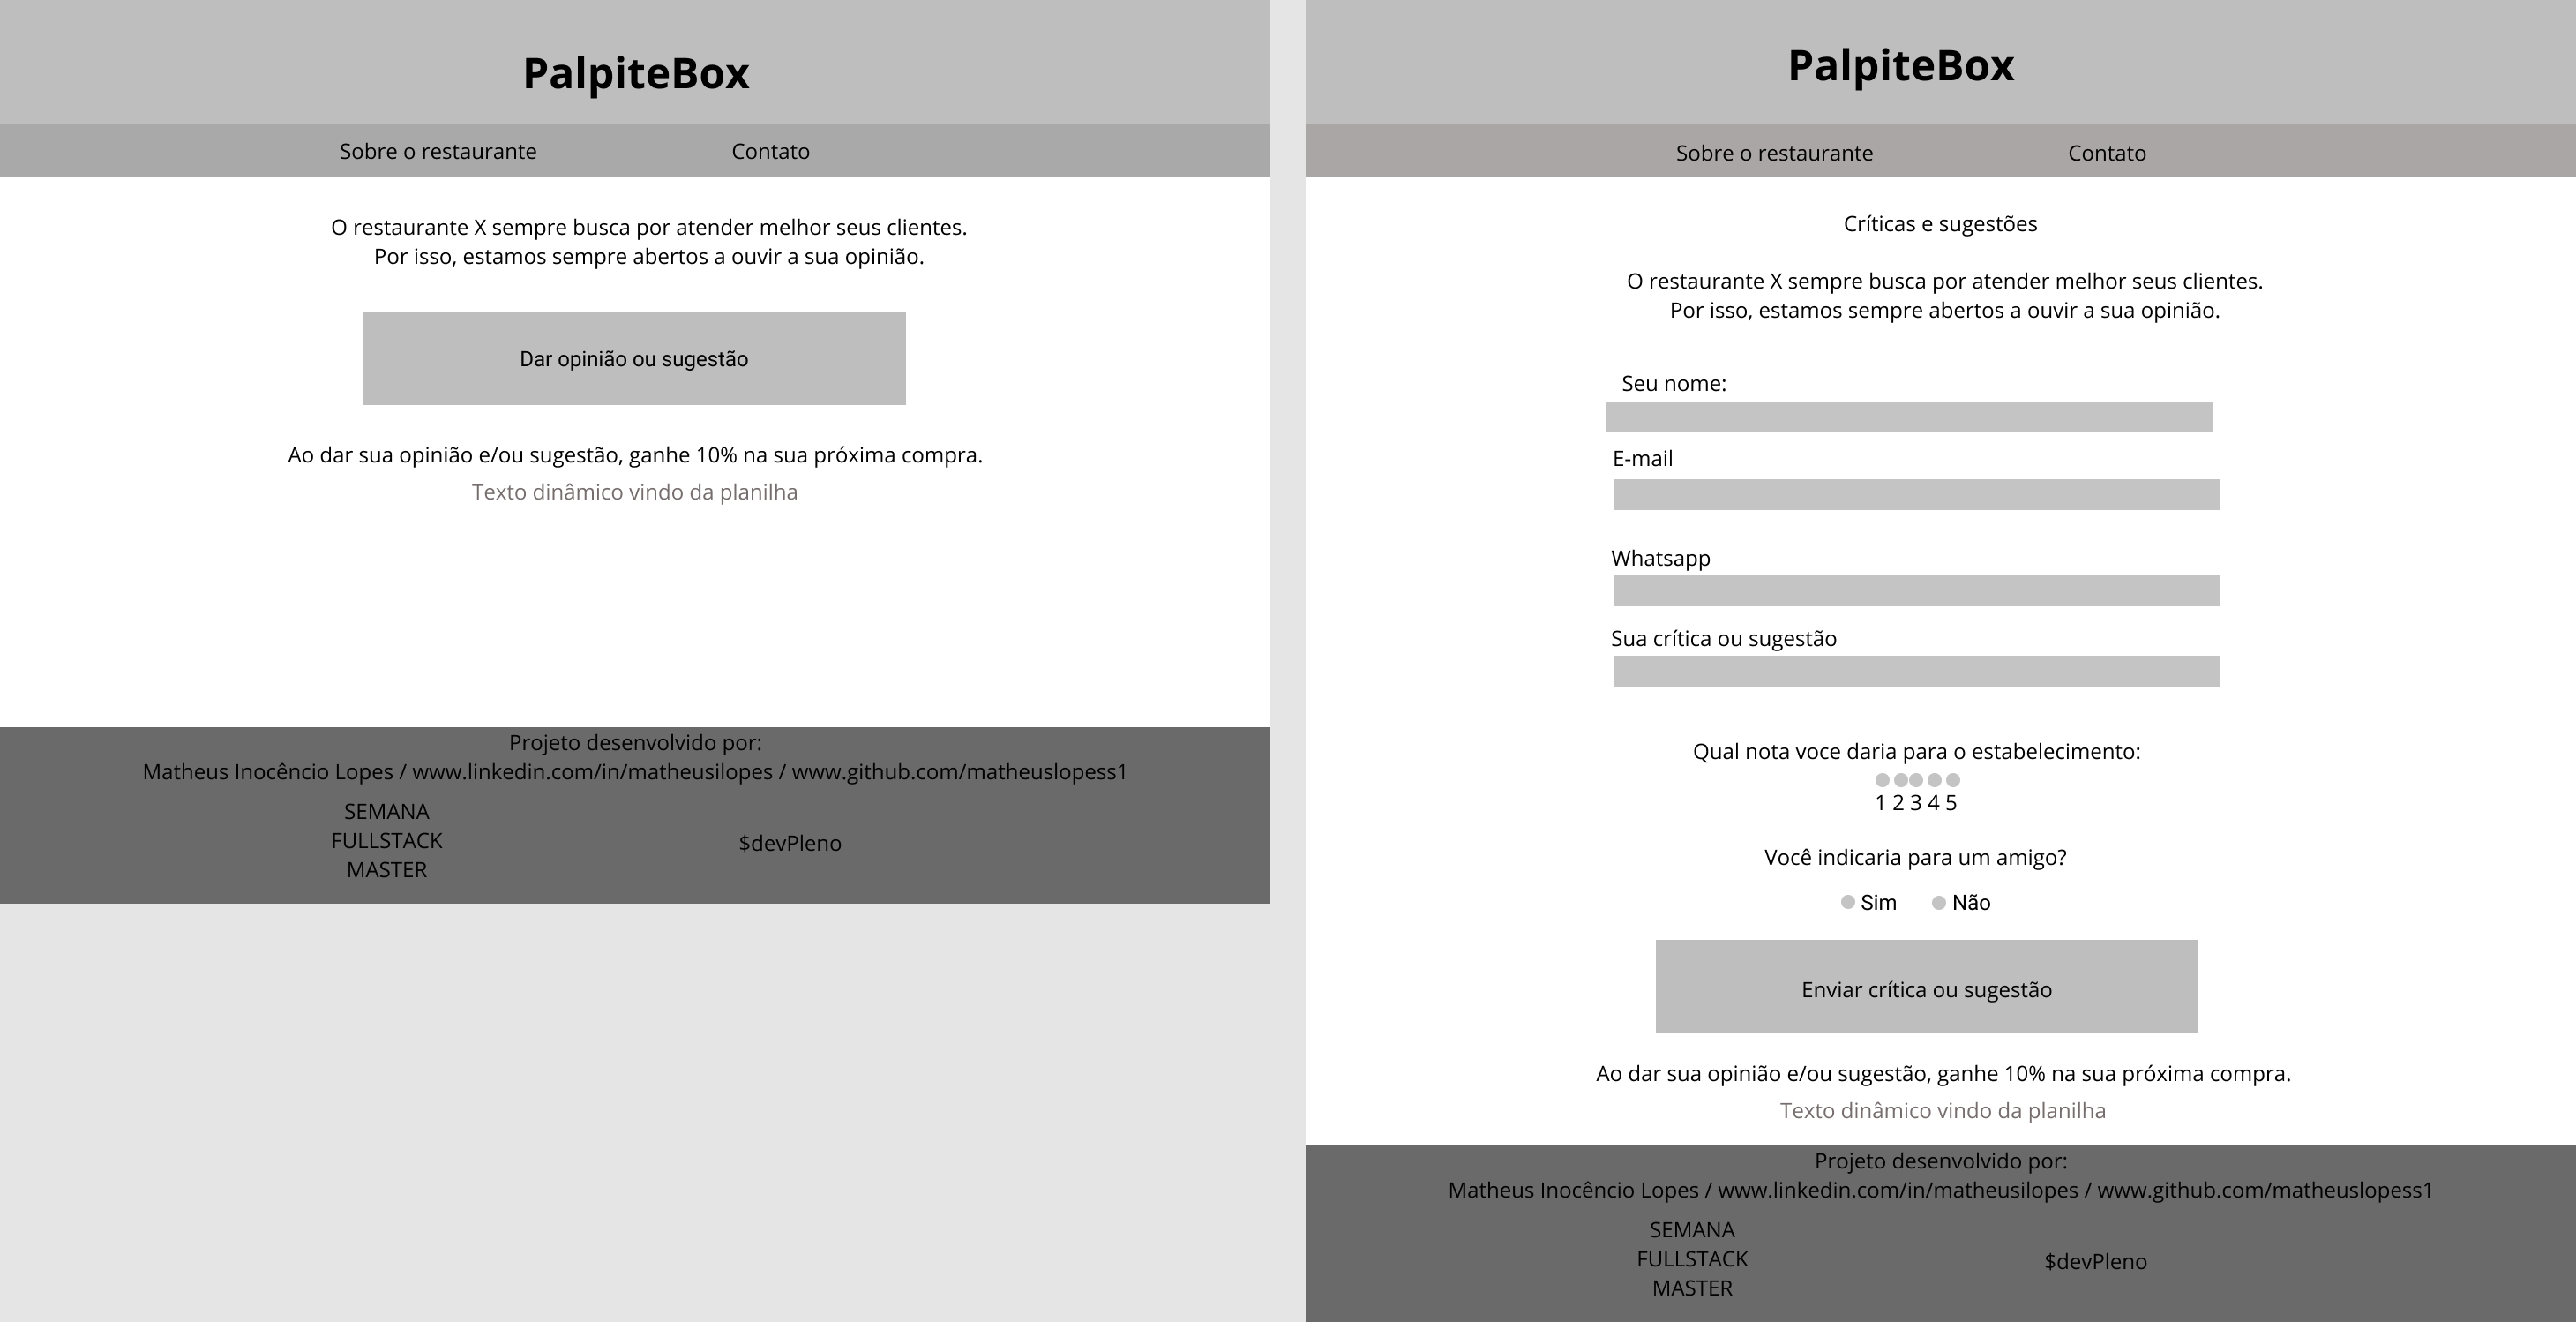 PalpiteBox
Sobre o restaurante
Contato
O restaurante X sempre busca por atender melhor seus clientes.
Por isso, estamos sempre abertos a ouvir a sua opinião.
Dar opinião ou sugestão
Ao dar sua opinião e/ou sugestão, ganhe 10% na sua próxima compra.
Texto dinâmico vindo da planilha
Projeto desenvolvido por:
Matheus Inocêncio Lopes / www.linkedin.com/in/matheusilopes / www.github.com/matheuslopess1
SEMANA
FULLSTACK
MASTER
$devPleno
PalpiteBox
Sobre o restaurante
Contato
Críticas e sugestões
O restaurante X sempre busca por atender melhor seus clientes.
Por isso, estamos sempre abertos a ouvir a sua opinião.
Seu nome:
E-mail
Whatsapp
Sua crítica ou sugestão
Qual nota voce daria para o estabelecimento:
1 2 3 4 5
Você indicaria para um amigo?
Sim
Não
Enviar crítica ou sugestão
Ao dar sua opinião e/ou sugestão, ganhe 10% na sua próxima compra.
Texto dinâmico vindo da planilha
Projeto desenvolvido por:
Matheus Inocêncio Lopes / www.linkedin.com/in/matheusilopes / www.github.com/matheuslopess1
SEMANA
FULLSTACK
MASTER
$devPleno